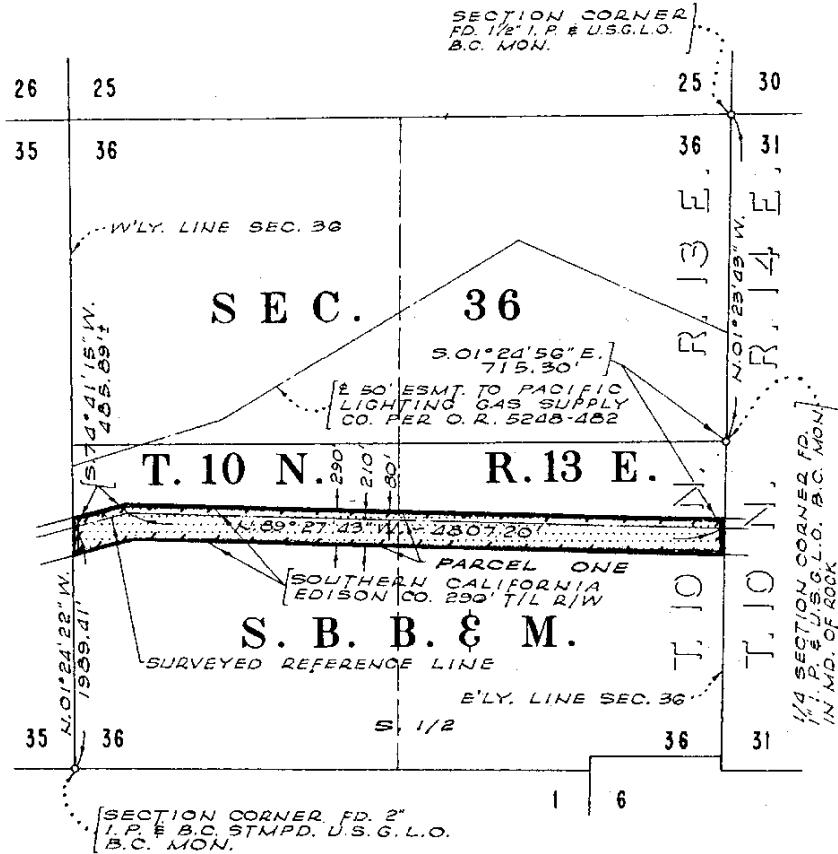 SECTION CORNER
FD. 1/2" I.P. & U.S.G.L.O.
B.C. MON.
26 25
25 30
35 36
36 31
R. 13 E.
R. 14 E.
W'LY. LINE SEC. 36
N.01°23'43" W.
SEC. 36
S.74°41'15" W.
485.89'±
S.01°24'56" E.
715.30'
℄ 50' ESMT. TO PACIFIC
LIGHTING GAS SUPPLY
CO. PER O.R. 5248-482
T. 10 N. R. 13 E.
290'
210'
80'
N.89°27'43" W. - 4807.20'
PARCEL ONE
SOUTHERN CALIFORNIA
EDISON CO. 290' T/L R/W
S. B. B. & M.
SURVEYED REFERENCE LINE
N.01°24'22" W.
1989.41'
T. 10 N.
T. 10 N.
1/4 SECTION CORNER FD.
1" I.P. & U.S.G.L.O. B.C. MON.
IN MD. OF ROCK
E'LY. LINE SEC. 36
S. 1/2
35 36
36 31
1 6
SECTION CORNER FD. 2"
I.P. & B.C. STMPD. U.S.G.L.O.
B.C. MON.